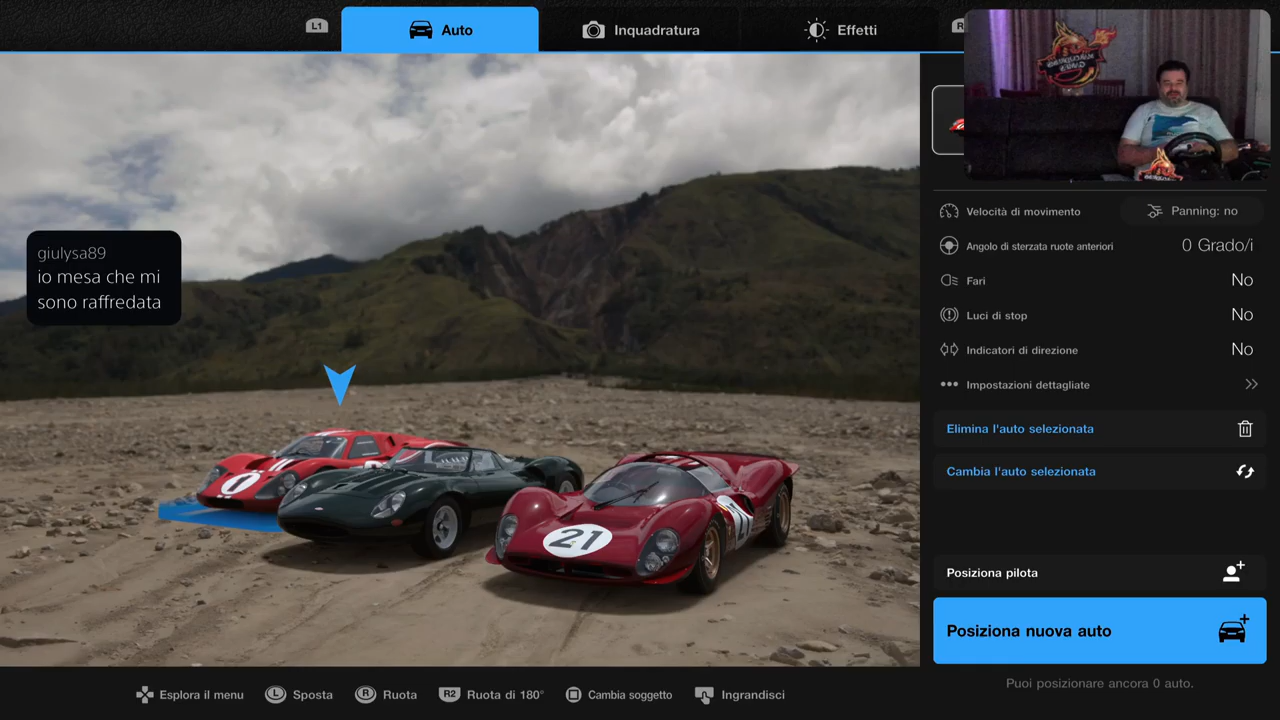 L1
Auto
Inquadratura
Effetti
R
giulysa89
io mesa che mi
sono raffredata
1
21
21
Velocità di movimento
Panning: no
Angolo di sterzata ruote anteriori
0 Grado/i
Fari
No
Luci di stop
No
Indicatori di direzione
No
Impostazioni dettagliate
Elimina l'auto selezionata
Cambia l'auto selezionata
Posiziona pilota
Posiziona nuova auto
Puoi posizionare ancora 0 auto.
Esplora il menu
L
Sposta
R
Ruota
R2
Ruota di 180°
Cambia soggetto
Ingrandisci